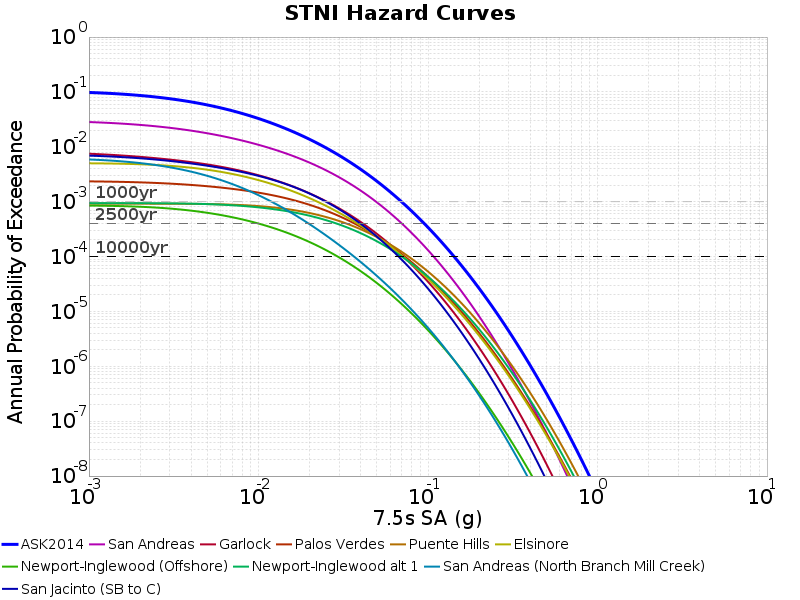 STNI Hazard Curves
10^0
10^-1
10^-2
10^-3
10^-4
10^-5
10^-6
10^-7
10^-8
Annual Probability of Exceedance
1000yr
2500yr
10000yr
10^-3 10^-2 10^-1 10^0 10^1
7.5s SA (g)
ASK2014 San Andreas Garlock Palos Verdes Puente Hills Elsinore
Newport-Inglewood (Offshore) Newport-Inglewood alt 1 San Andreas (North Branch Mill Creek)
San Jacinto (SB to C)